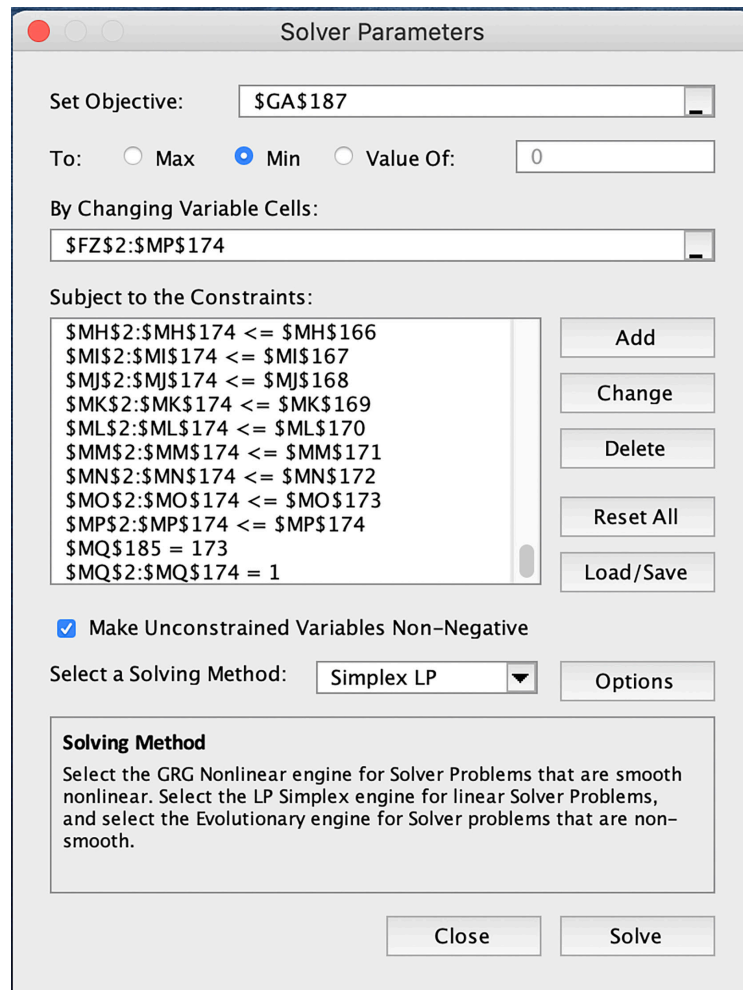 Solver Parameters
Set Objective: $GA$187
To: Max Min Value Of: 0
By Changing Variable Cells:
$FZ$2:$MP$174
Subject to the Constraints:
$MH$2:$MH$174 <= $MH$166
$MI$2:$MI$174 <= $MI$167
$MJ$2:$MJ$174 <= $MJ$168
$MK$2:$MK$174 <= $MK$169
$ML$2:$ML$174 <= $ML$170
$MM$2:$MM$174 <= $MM$171
$MN$2:$MN$174 <= $MN$172
$MO$2:$MO$174 <= $MO$173
$MP$2:$MP$174 <= $MP$174
$MQ$185 = 173
$MQ$2:$MQ$174 = 1
Add
Change
Delete
Reset All
Load/Save
Make Unconstrained Variables Non-Negative
Select a Solving Method: Simplex LP Options
Solving Method
Select the GRG Nonlinear engine for Solver Problems that are smooth
nonlinear. Select the LP Simplex engine for linear Solver Problems,
and select the Evolutionary engine for Solver problems that are non-
smooth.
Close Solve